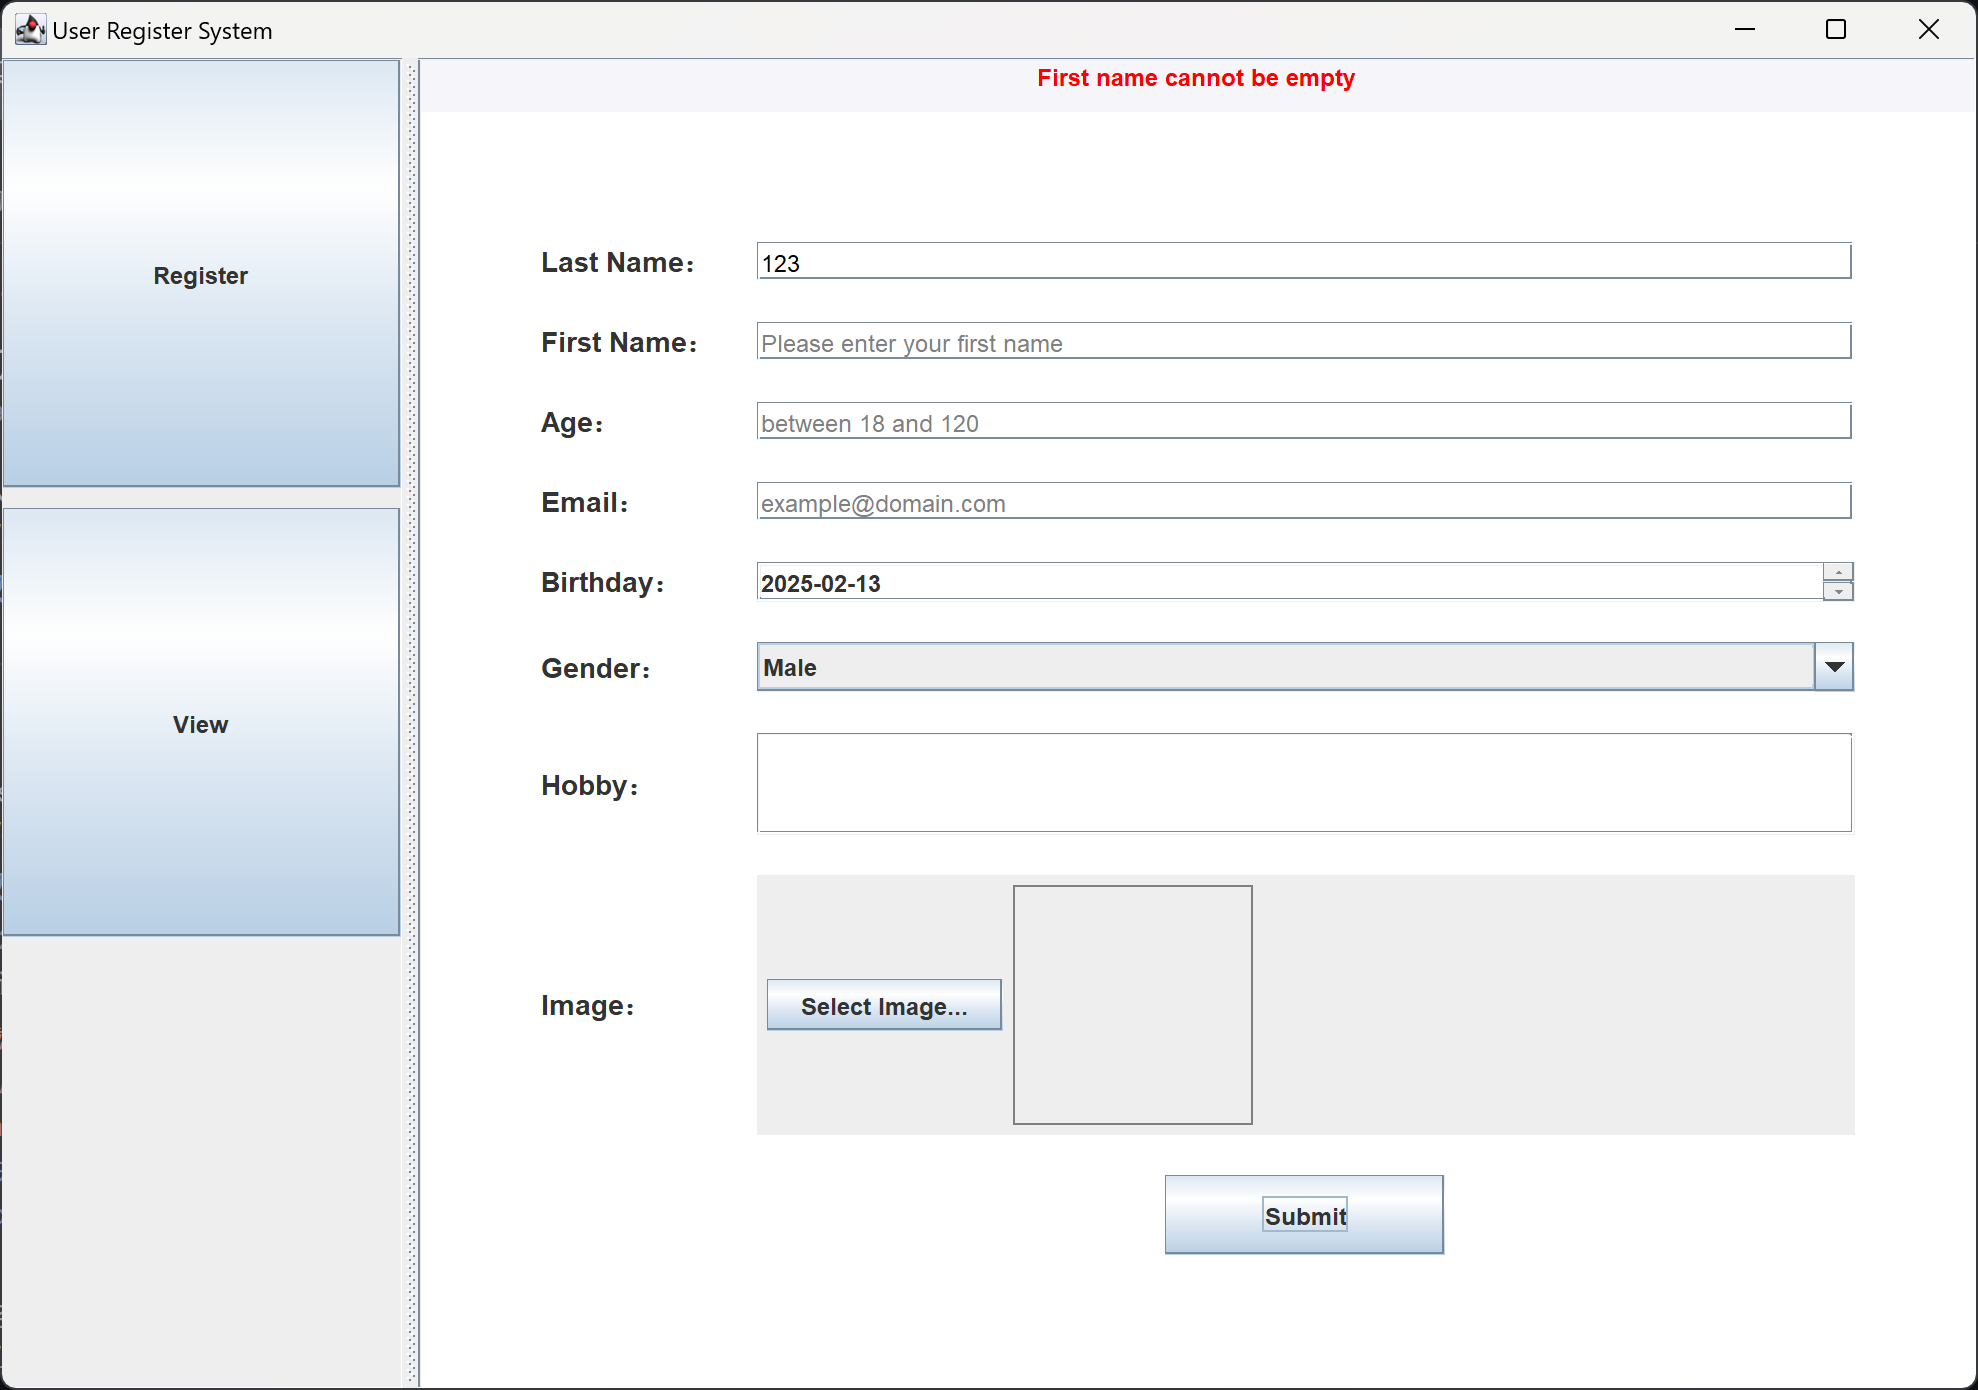 User Register System
First name cannot be empty
Register
View
Last Name： 123
First Name： Please enter your first name
Age： between 18 and 120
Email： example@domain.com
Birthday： 2025-02-13
Gender： Male
Hobby：
Image： Select Image...
Submit